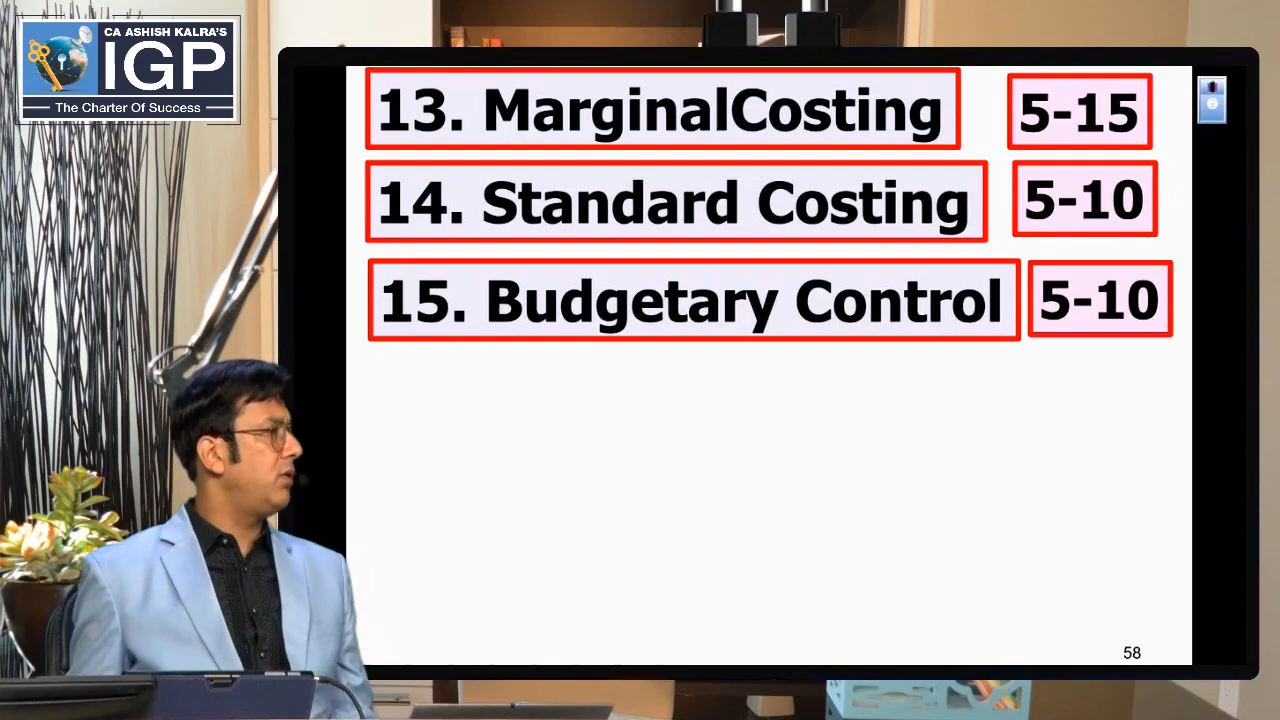 CA ASHISH KALRA'S
IGP
The Charter Of Success
13. MarginalCosting 5-15
14. Standard Costing 5-10
15. Budgetary Control 5-10
58